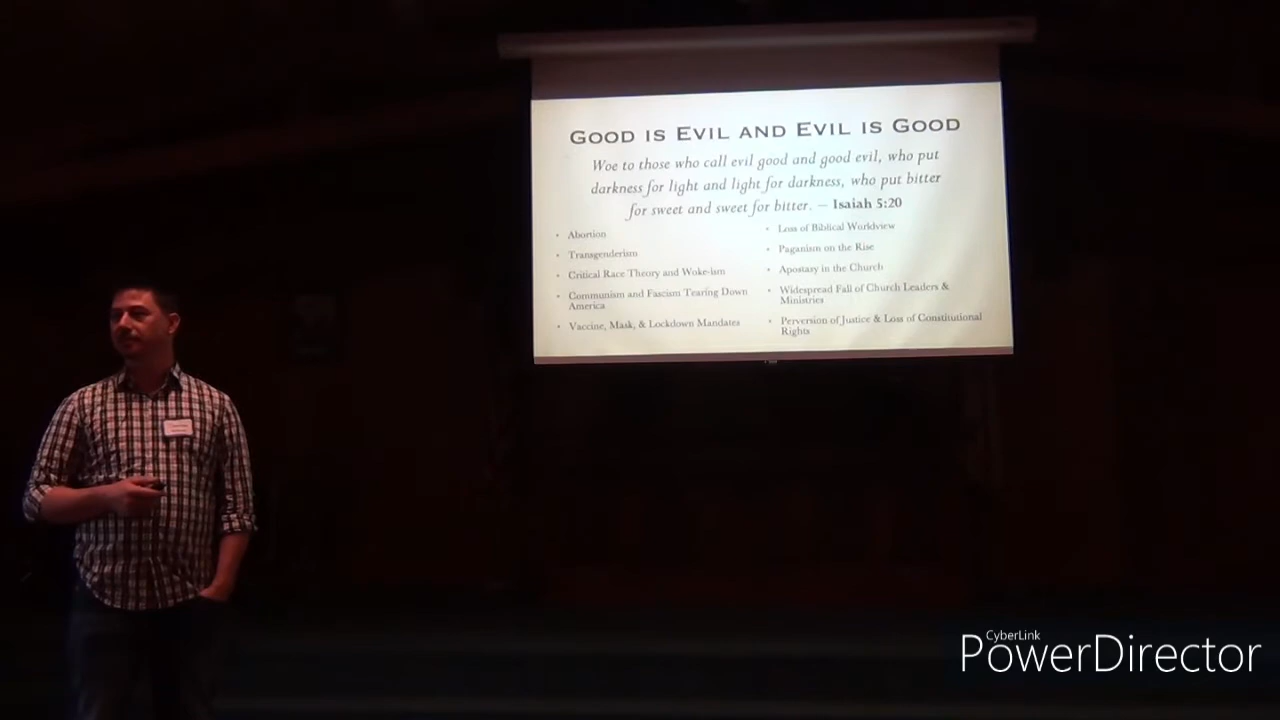 GOOD IS EVIL AND EVIL IS GOOD
Woe to those who call evil good and good evil, who put
darkness for light and light for darkness, who put bitter
for sweet and sweet for bitter. — Isaiah 5:20
• Abortion
• Transgenderism
• Critical Race Theory and Woke-ism
• Communism and Fascism Tearing Down
America
• Vaccine, Mask, & Lockdown Mandates
• Loss of Biblical Worldview
• Paganism on the Rise
• Apostasy in the Church
• Widespread Fall of Church Leaders &
Ministries
• Perversion of Justice & Loss of Constitutional
Rights
CyberLink
PowerDirector